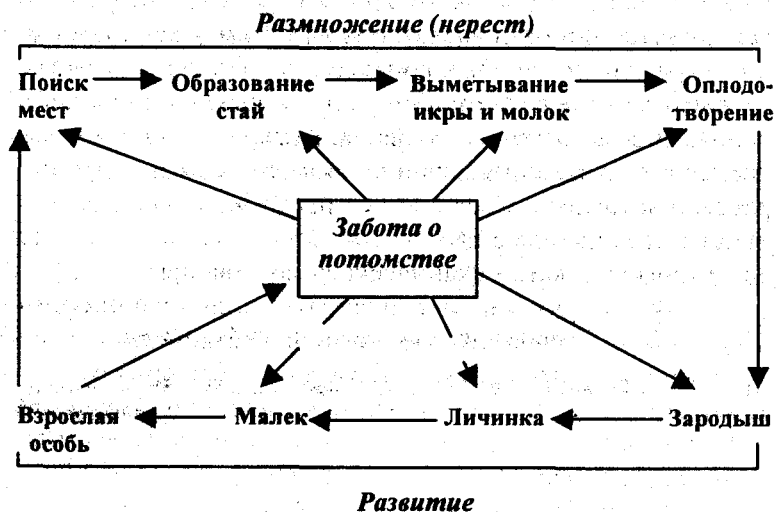 Размножение (нерест)
Поиск мест
Образование стай
Выметывание икры и молок
Оплодо-
творение
Забота о
потомстве
Взрослая особь
Малек
Личинка
Зародыш
Развитие